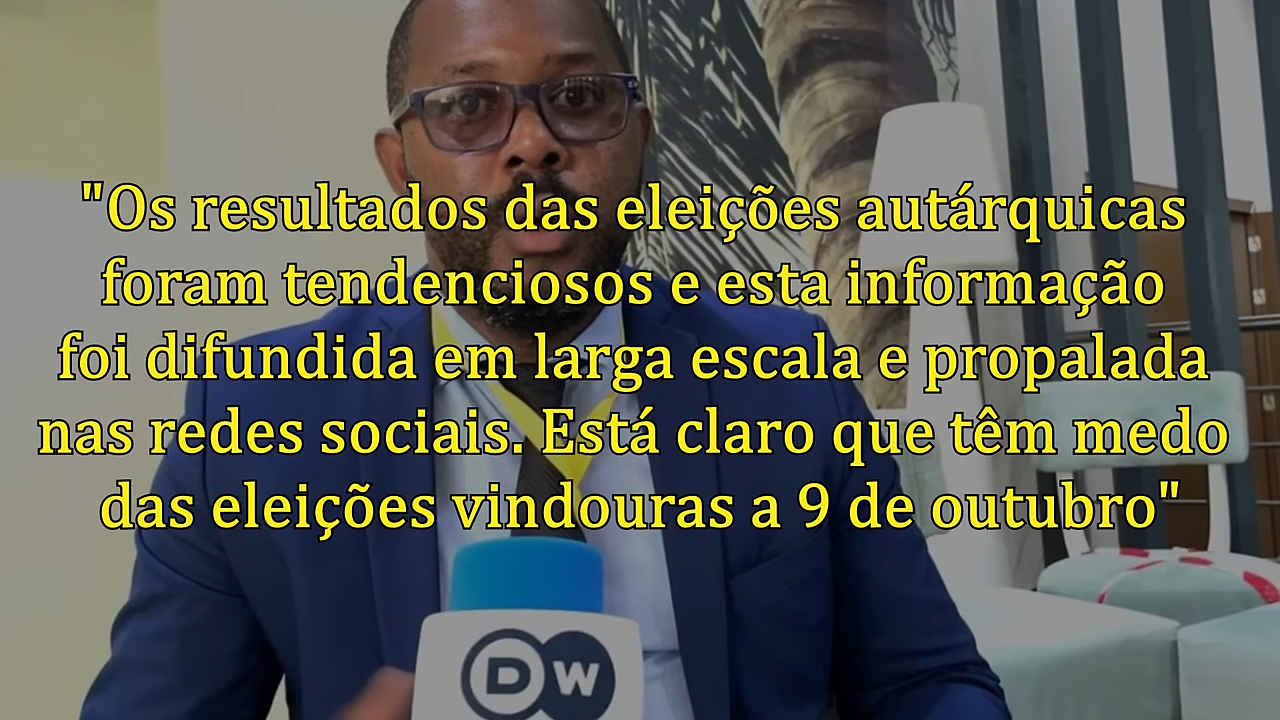 "Os resultados das eleições autárquicas
foram tendenciosos e esta informação
foi difundida em larga escala e propalada
nas redes sociais. Está claro que têm medo
das eleições vindouras a 9 de outubro"
DW